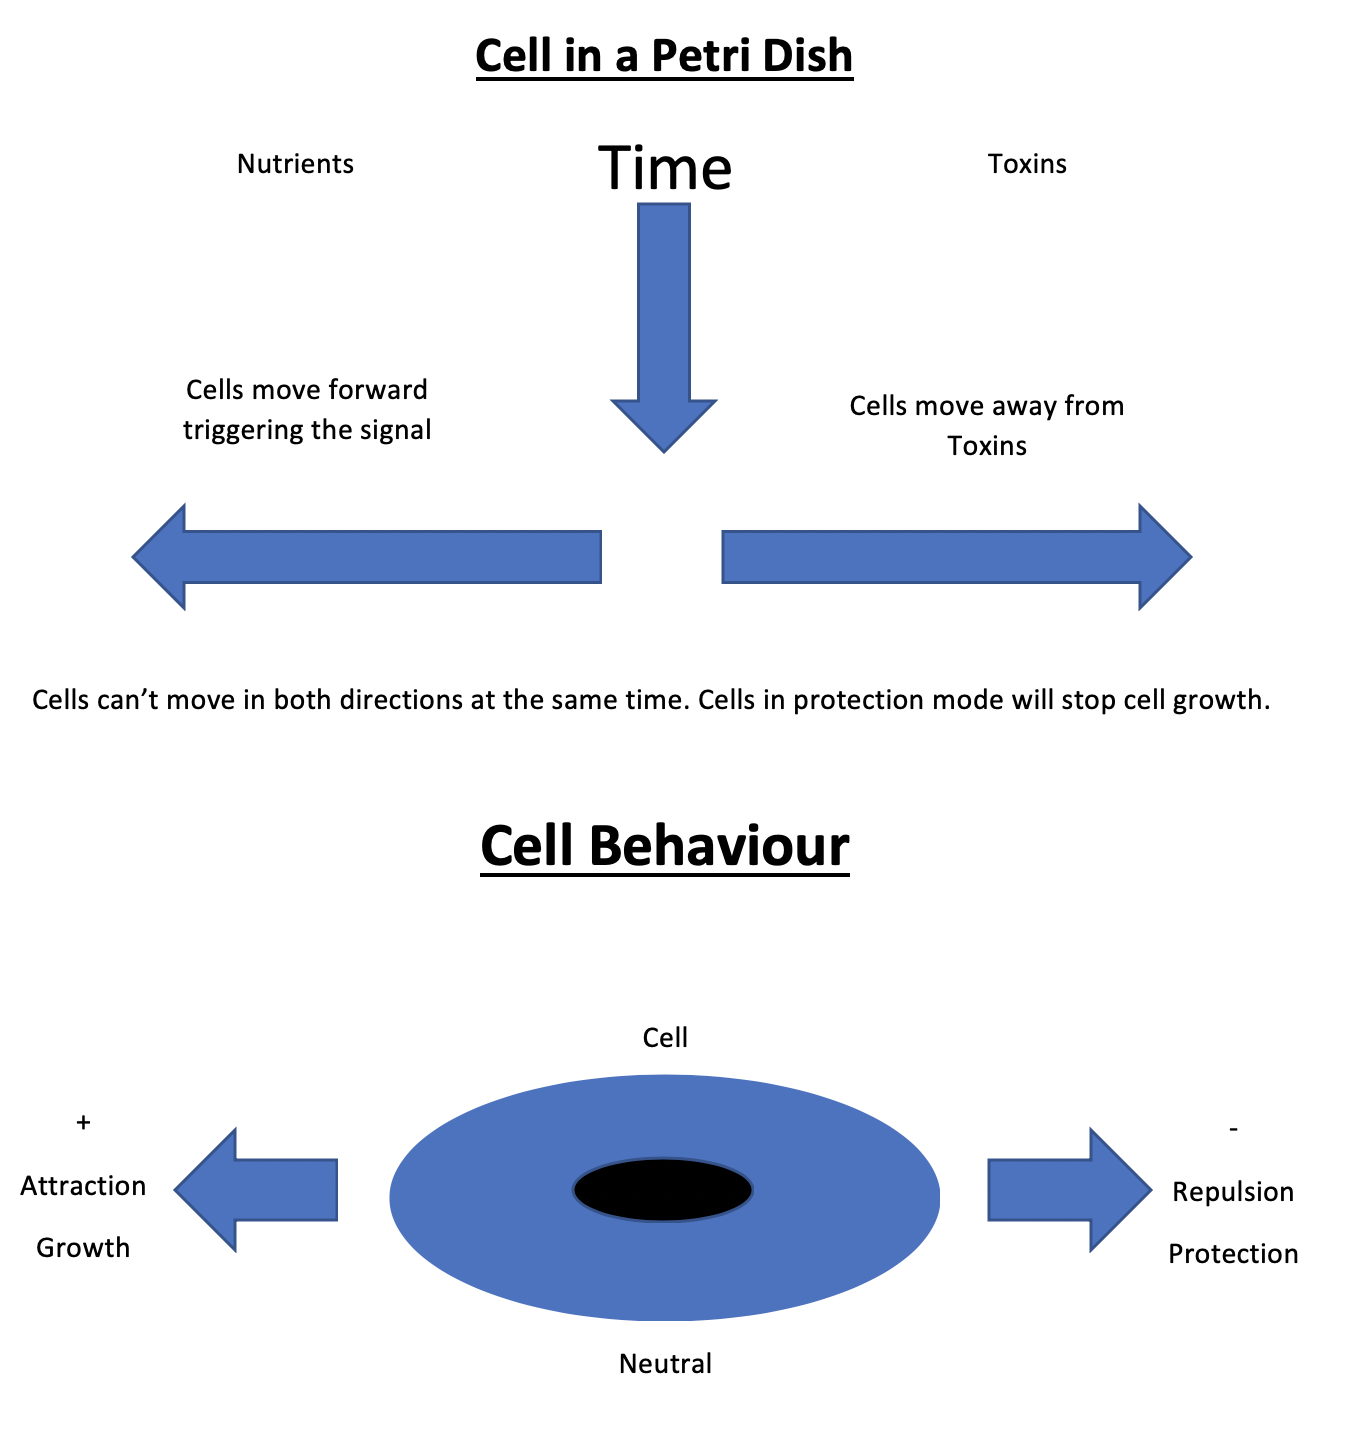 Cell in a Petri Dish
Nutrients
Time
Toxins
Cells move forward
triggering the signal
Cells move away from
Toxins
Cells can’t move in both directions at the same time. Cells in protection mode will stop cell growth.
Cell Behaviour
Cell
+
Attraction
Growth
-
Repulsion
Protection
Neutral